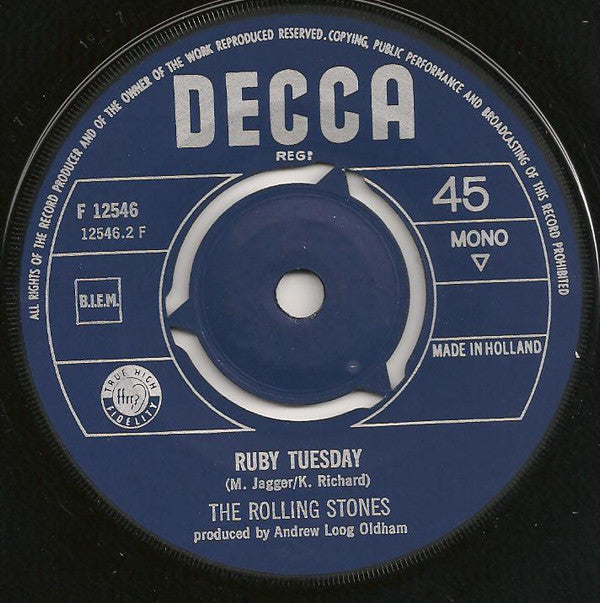 ALL RIGHTS OF THE RECORD PRODUCER AND OF THE OWNER OF THE WORK REPRODUCED RESERVED. COPYING, PUBLIC PERFORMANCE AND BROADCASTING OF THIS RECORD PROHIBITED
DECCA
REGD
F 12546
12546.2 F
45
MONO
B.I.E.M.
MADE IN HOLLAND
TRUE HIGH
ffrr
FIDELITY
RUBY TUESDAY
(M. Jagger/K. Richard)
THE ROLLING STONES
produced by Andrew Loog Oldham